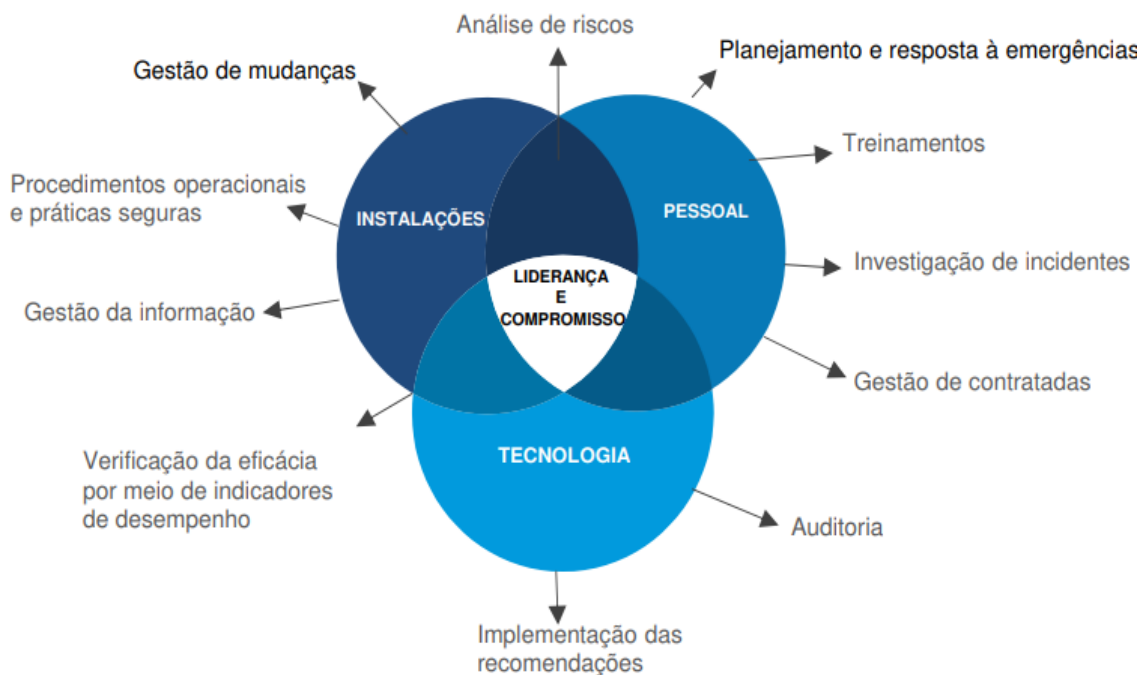 Análise de riscos
Planejamento e resposta à emergências
Gestão de mudanças
Treinamentos
Procedimentos operacionais
e práticas seguras
INSTALAÇÕES
PESSOAL
Investigação de incidentes
LIDERANÇA
E
COMPROMISSO
Gestão da informação
Gestão de contratadas
TECNOLOGIA
Verificação da eficácia
por meio de indicadores
de desempenho
Auditoria
Implementação das
recomendações